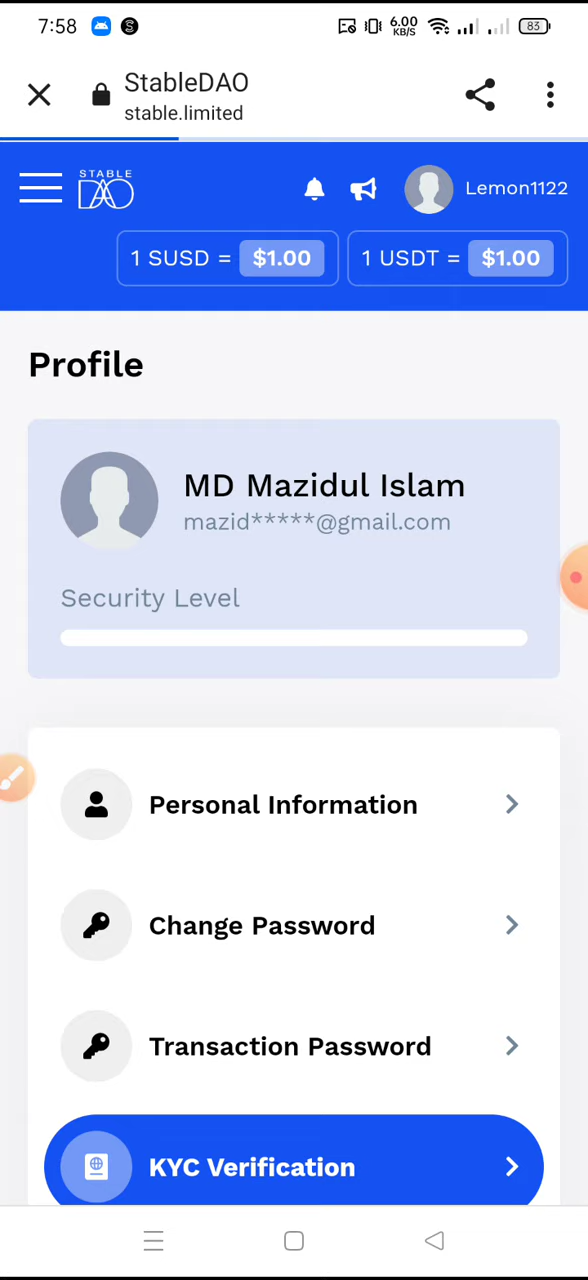 7:58
6.00
KB/S
83
StableDAO
stable.limited
STABLE
DAO
Lemon1122
1 SUSD = $1.00
1 USDT = $1.00
Profile
MD Mazidul Islam
mazid*****@gmail.com
Security Level
Personal Information
Change Password
Transaction Password
KYC Verification